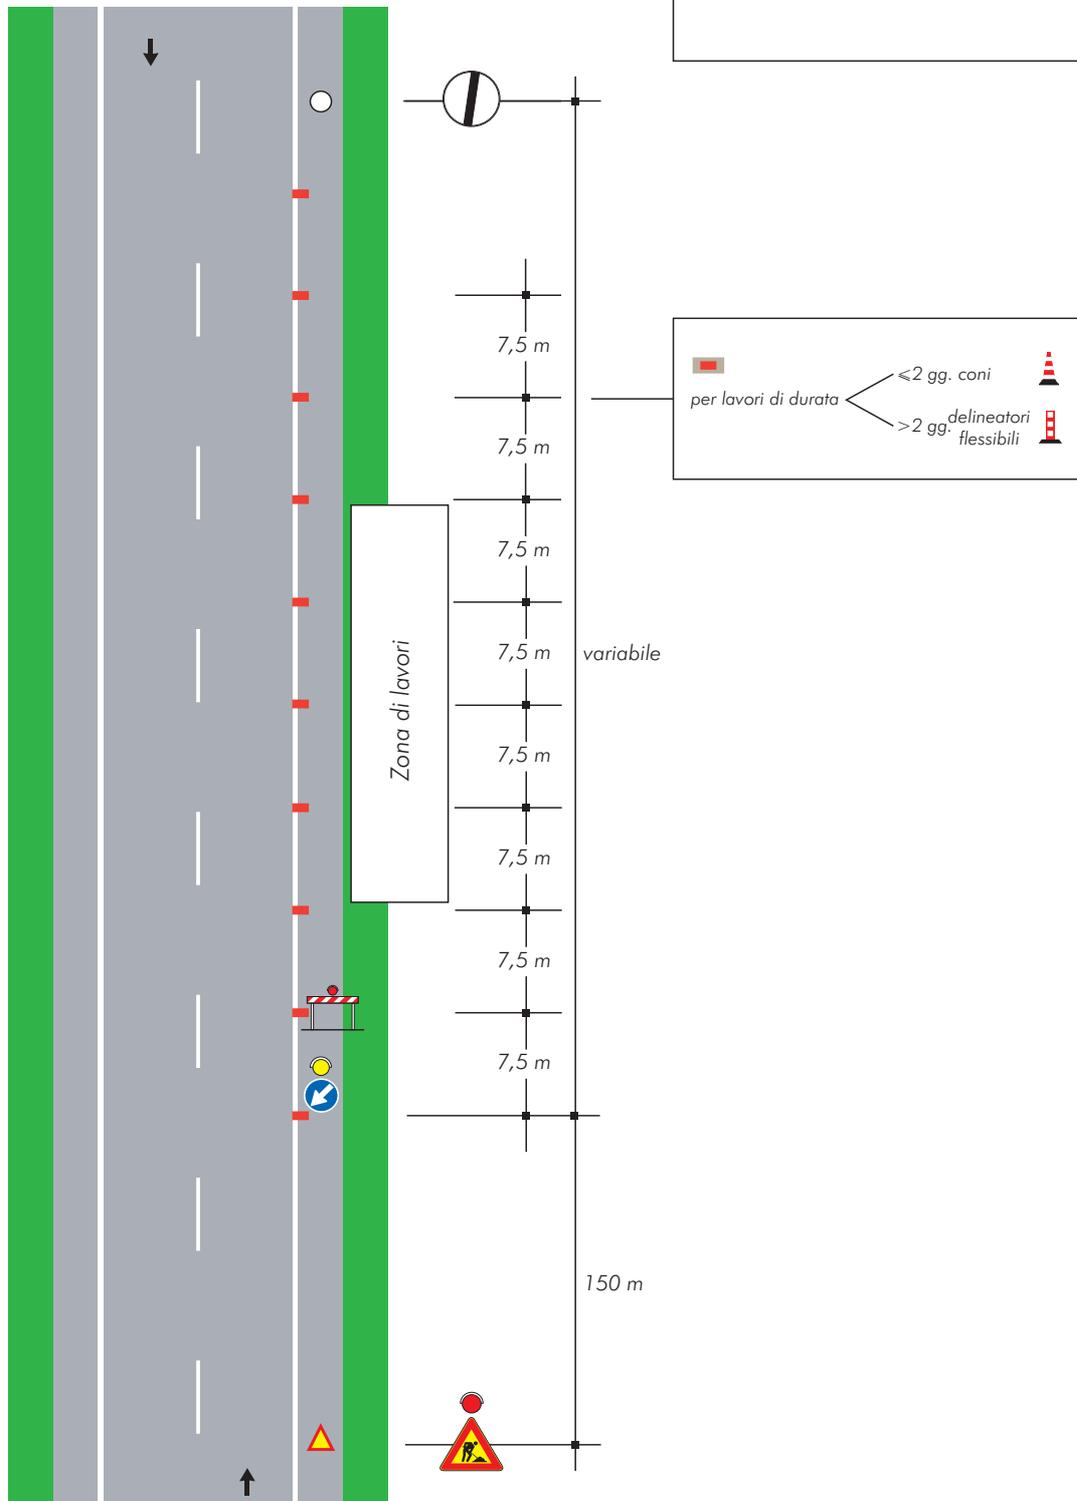 7,5 m
≤2 gg. coni
per lavori di durata
>2 gg. delineatori
flessibili
7,5 m
7,5 m
7,5 m
variabile
Zona di lavori
7,5 m
7,5 m
7,5 m
7,5 m
150 m